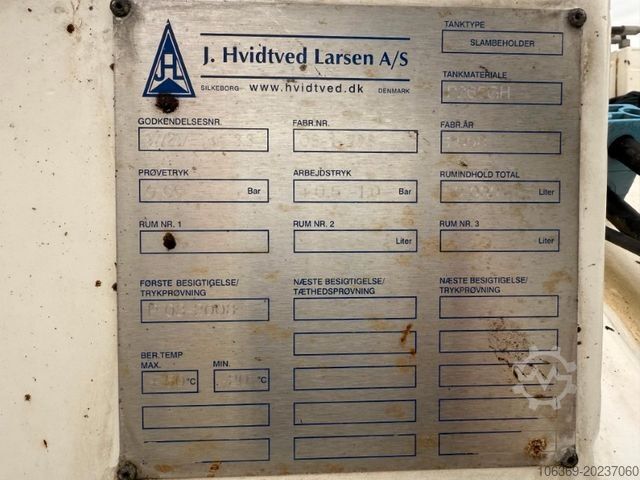 TANKTYPE
J. Hvidtved Larsen A/S
SLAMBEHOLDER
SILKEBORG www.hvidtved.dk DENMARK
TANKMATERIALE
GODKENDELSESNR.
FABR.NR.
FABR.ÅR
PRØVETRYK
ARBEJDSTRYK
RUMINDHOLD TOTAL
Bar
Bar
Liter
RUM NR. 1
RUM NR. 2
RUM NR. 3
Liter
Liter
FØRSTE BESIGTIGELSE/
TRYKPRØVNING
NÆSTE BESIGTIGELSE/
TÆTHEDSPRØVNING
NÆSTE BESIGTIGELSE/
TRYKPRØVNING
BER.TEMP
MAX.
MIN.
°C
°C
106369-20237060